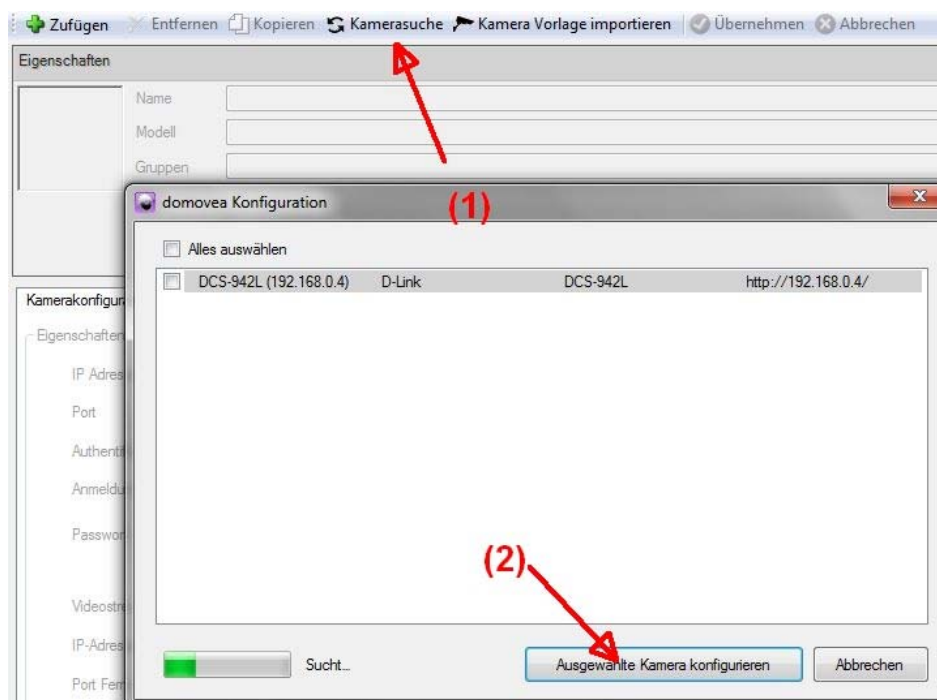 Zufügen Entfernen Kopieren Kamerasuche Kamera Vorlage importieren Übernehmen Abbrechen
Eigenschaften
Name
Modell
Gruppen
domovea Konfiguration
(1)
Alles auswählen
DCS-942L (192.168.0.4) D-Link DCS-942L http://192.168.0.4/
Kamerakonfigur
Eigenschaften
IP Adres
Port
Authenti
Anmeldu
Passwor
(2)
Videostre
IP-Adres
Sucht... Ausgewählte Kamera konfigurieren Abbrechen
Port Fern